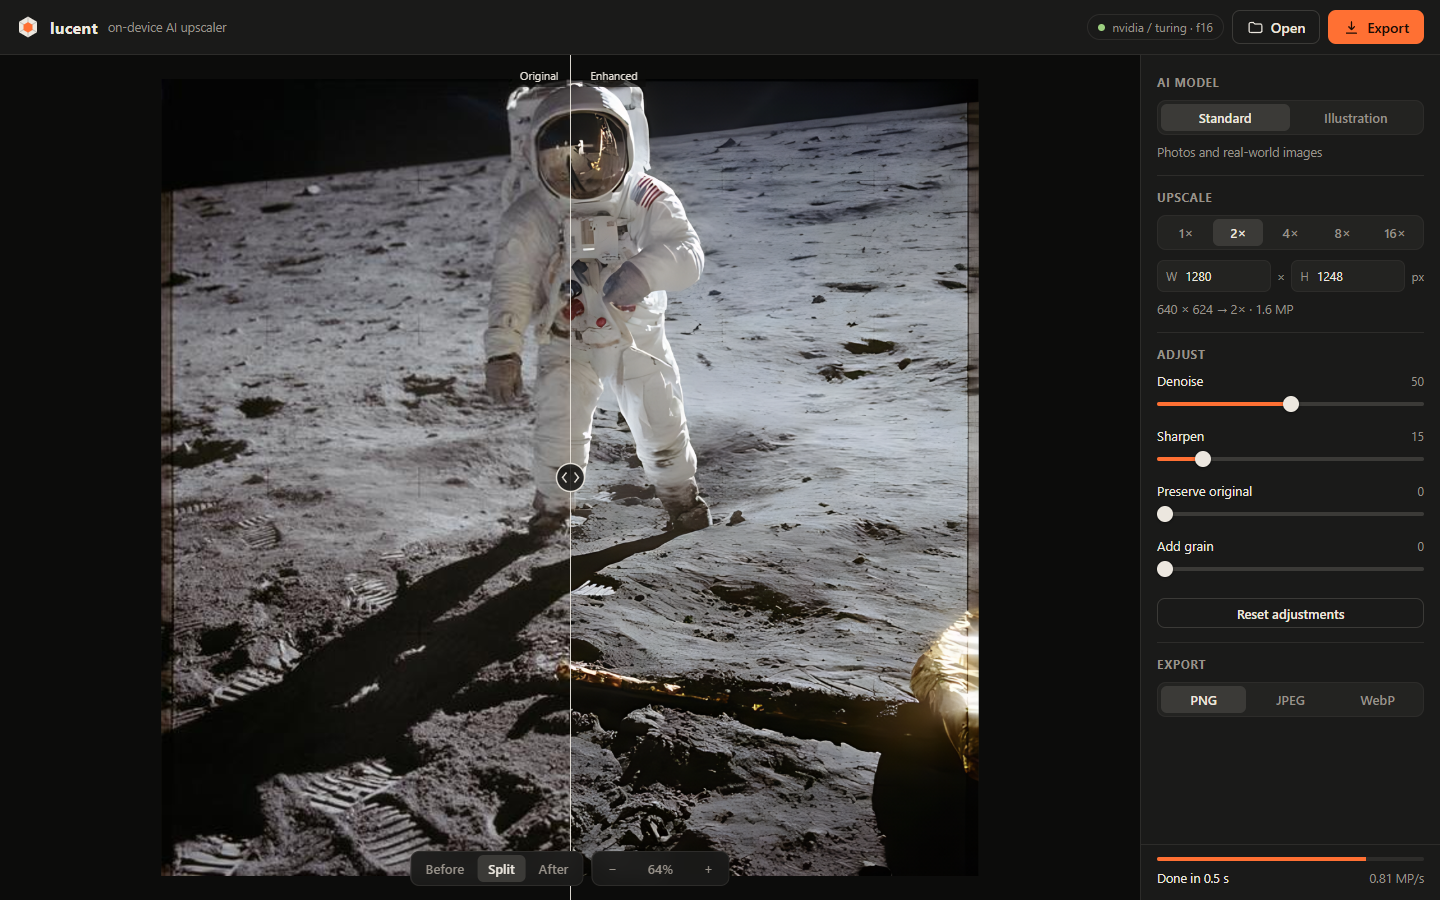 lucent on-device AI upscaler
nvidia / turing · f16
Open
Export
Original
Enhanced
AI MODEL
Standard
Illustration
Photos and real-world images
UPSCALE
1×
2×
4×
8×
16×
W 1280 × H 1248 px
640 × 624 → 2× · 1.6 MP
ADJUST
Denoise 50
Sharpen 15
Preserve original 0
Add grain 0
Reset adjustments
EXPORT
PNG
JPEG
WebP
Before
Split
After
− 64% +
Done in 0.5 s 0.81 MP/s